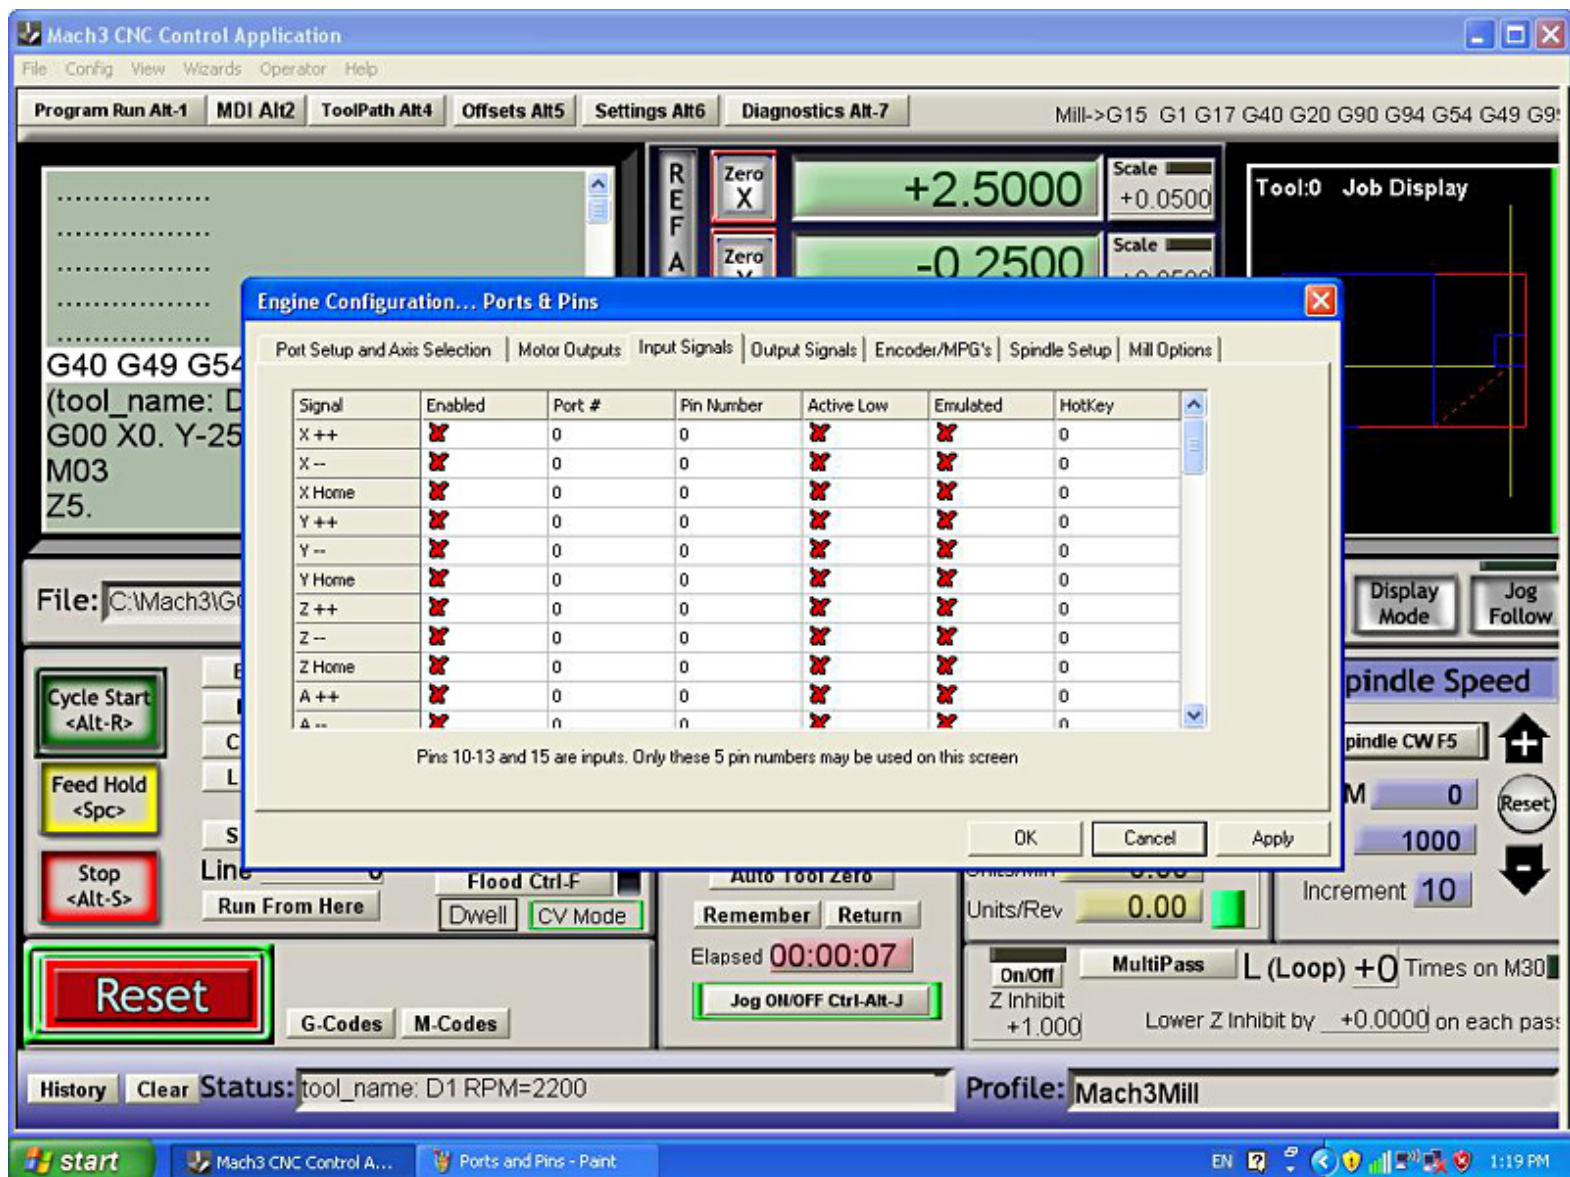 Mach3 CNC Control Application
File Config View Wizards Operator Help
Program Run Alt-1 MDI Alt2 ToolPath Alt4 Offsets Alt5 Settings Alt6 Diagnostics Alt-7 Mill->G15 G1 G17 G40 G20 G90 G94 G54 G49 G9
REF A
Zero X +2.5000 Scale +0.0500
Zero -0.2500 Scale
Tool:0 Job Display
Engine Configuration... Ports & Pins
Port Setup and Axis Selection Motor Outputs Input Signals Output Signals Encoder/MPG's Spindle Setup Mill Options
Signal Enabled Port # Pin Number Active Low Emulated HotKey
X ++ 0 0 0
X -- 0 0 0
X Home 0 0 0
Y ++ 0 0 0
Y -- 0 0 0
Y Home 0 0 0
Z ++ 0 0 0
Z -- 0 0 0
Z Home 0 0 0
A ++ 0 0 0
A -- 0 0 0
Pins 10-13 and 15 are inputs. Only these 5 pin numbers may be used on this screen
OK Cancel Apply
G40 G49 G54
(tool_name: D
G00 X0. Y-25
M03
Z5.
File: C:\Mach3\G
Display Mode
Jog Follow
Cycle Start
<Alt-R>
Feed Hold
<Spc>
Stop
<Alt-S>
Line 0
Run From Here
Flood Ctrl-F
Dwell CV Mode
Auto Tool Zero
Remember Return
Elapsed 00:00:07
Jog ON/OFF Ctrl-Alt-J
Units/Min 0.00
Units/Rev 0.00
pindle Speed
pindle CW F5
M 0
Reset
1000
Increment 10
Reset
G-Codes M-Codes
On/Off
Z Inhibit
+1.000
MultiPass L (Loop) +0 Times on M30
Lower Z Inhibit by +0.0000 on each pas
History Clear Status: tool_name: D1 RPM=2200
Profile: Mach3Mill
start Mach3 CNC Control A... Ports and Pins - Paint EN 1:19 PM